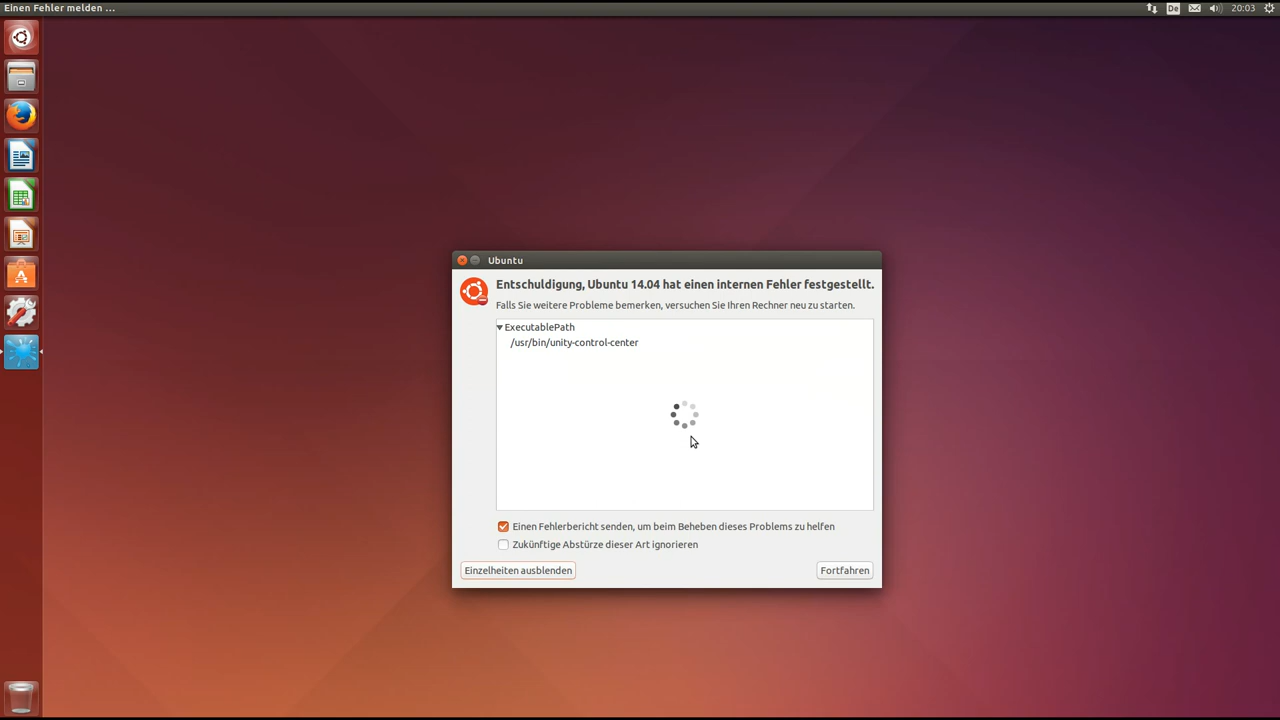 Einen Fehler melden ...
De
20:03
Ubuntu
Entschuldigung, Ubuntu 14.04 hat einen internen Fehler festgestellt.
Falls Sie weitere Probleme bemerken, versuchen Sie Ihren Rechner neu zu starten.
ExecutablePath
/usr/bin/unity-control-center
Einen Fehlerbericht senden, um beim Beheben dieses Problems zu helfen
Zukünftige Abstürze dieser Art ignorieren
Einzelheiten ausblenden
Fortfahren